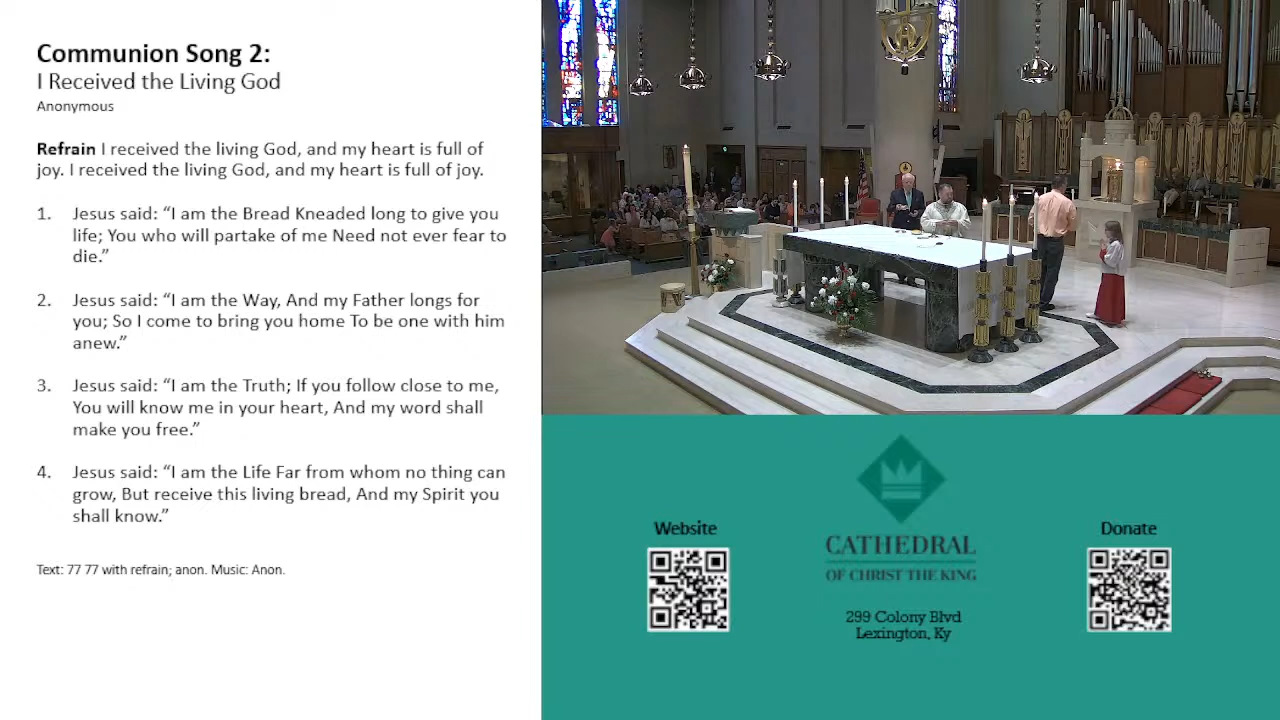 Communion Song 2:
I Received the Living God
Anonymous
Refrain I received the living God, and my heart is full of
joy. I received the living God, and my heart is full of joy.
1. Jesus said: “I am the Bread Kneaded long to give you
life; You who will partake of me Need not ever fear to
die.”
2. Jesus said: “I am the Way, And my Father longs for
you; So I come to bring you home To be one with him
anew.”
3. Jesus said: “I am the Truth; If you follow close to me,
You will know me in your heart, And my word shall
make you free.”
4. Jesus said: “I am the Life Far from whom no thing can
grow, But receive this living bread, And my Spirit you
shall know.”
Text: 77 77 with refrain; anon. Music: Anon.
Website
CATHEDRAL
OF CHRIST THE KING
299 Colony Blvd
Lexington, Ky
Donate